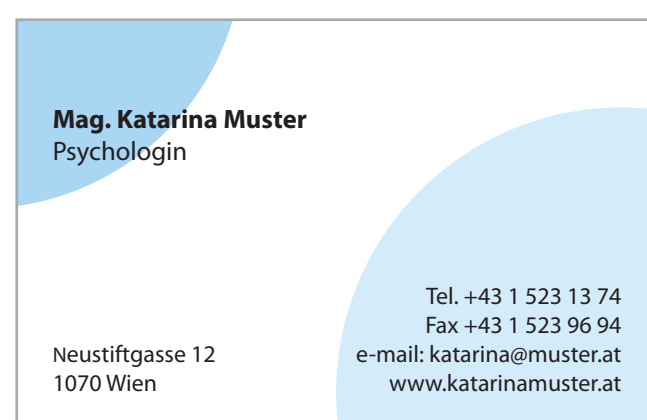 Mag. Katarina Muster
Psychologin
Neustiftgasse 12
1070 Wien
Tel. +43 1 523 13 74
Fax +43 1 523 96 94
e-mail: katarina@muster.at
www.katarinamuster.at